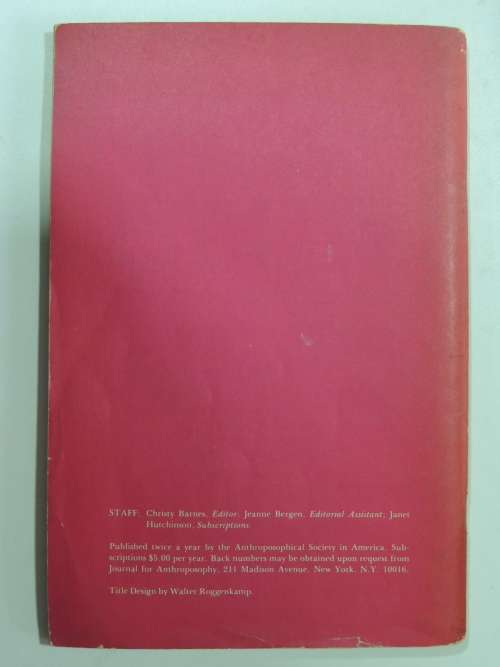 STAFF: Christy Barnes, Editor; Jeanne Bergen, Editorial Assistant; Janet
Hutchinson, Subscriptions.
Published twice a year by the Anthroposophical Society in America. Sub-
scriptions $5.00 per year. Back numbers may be obtained upon request from
Journal for Anthroposophy, 211 Madison Avenue, New York, N.Y. 10016.
Title Design by Walter Roggenkamp.